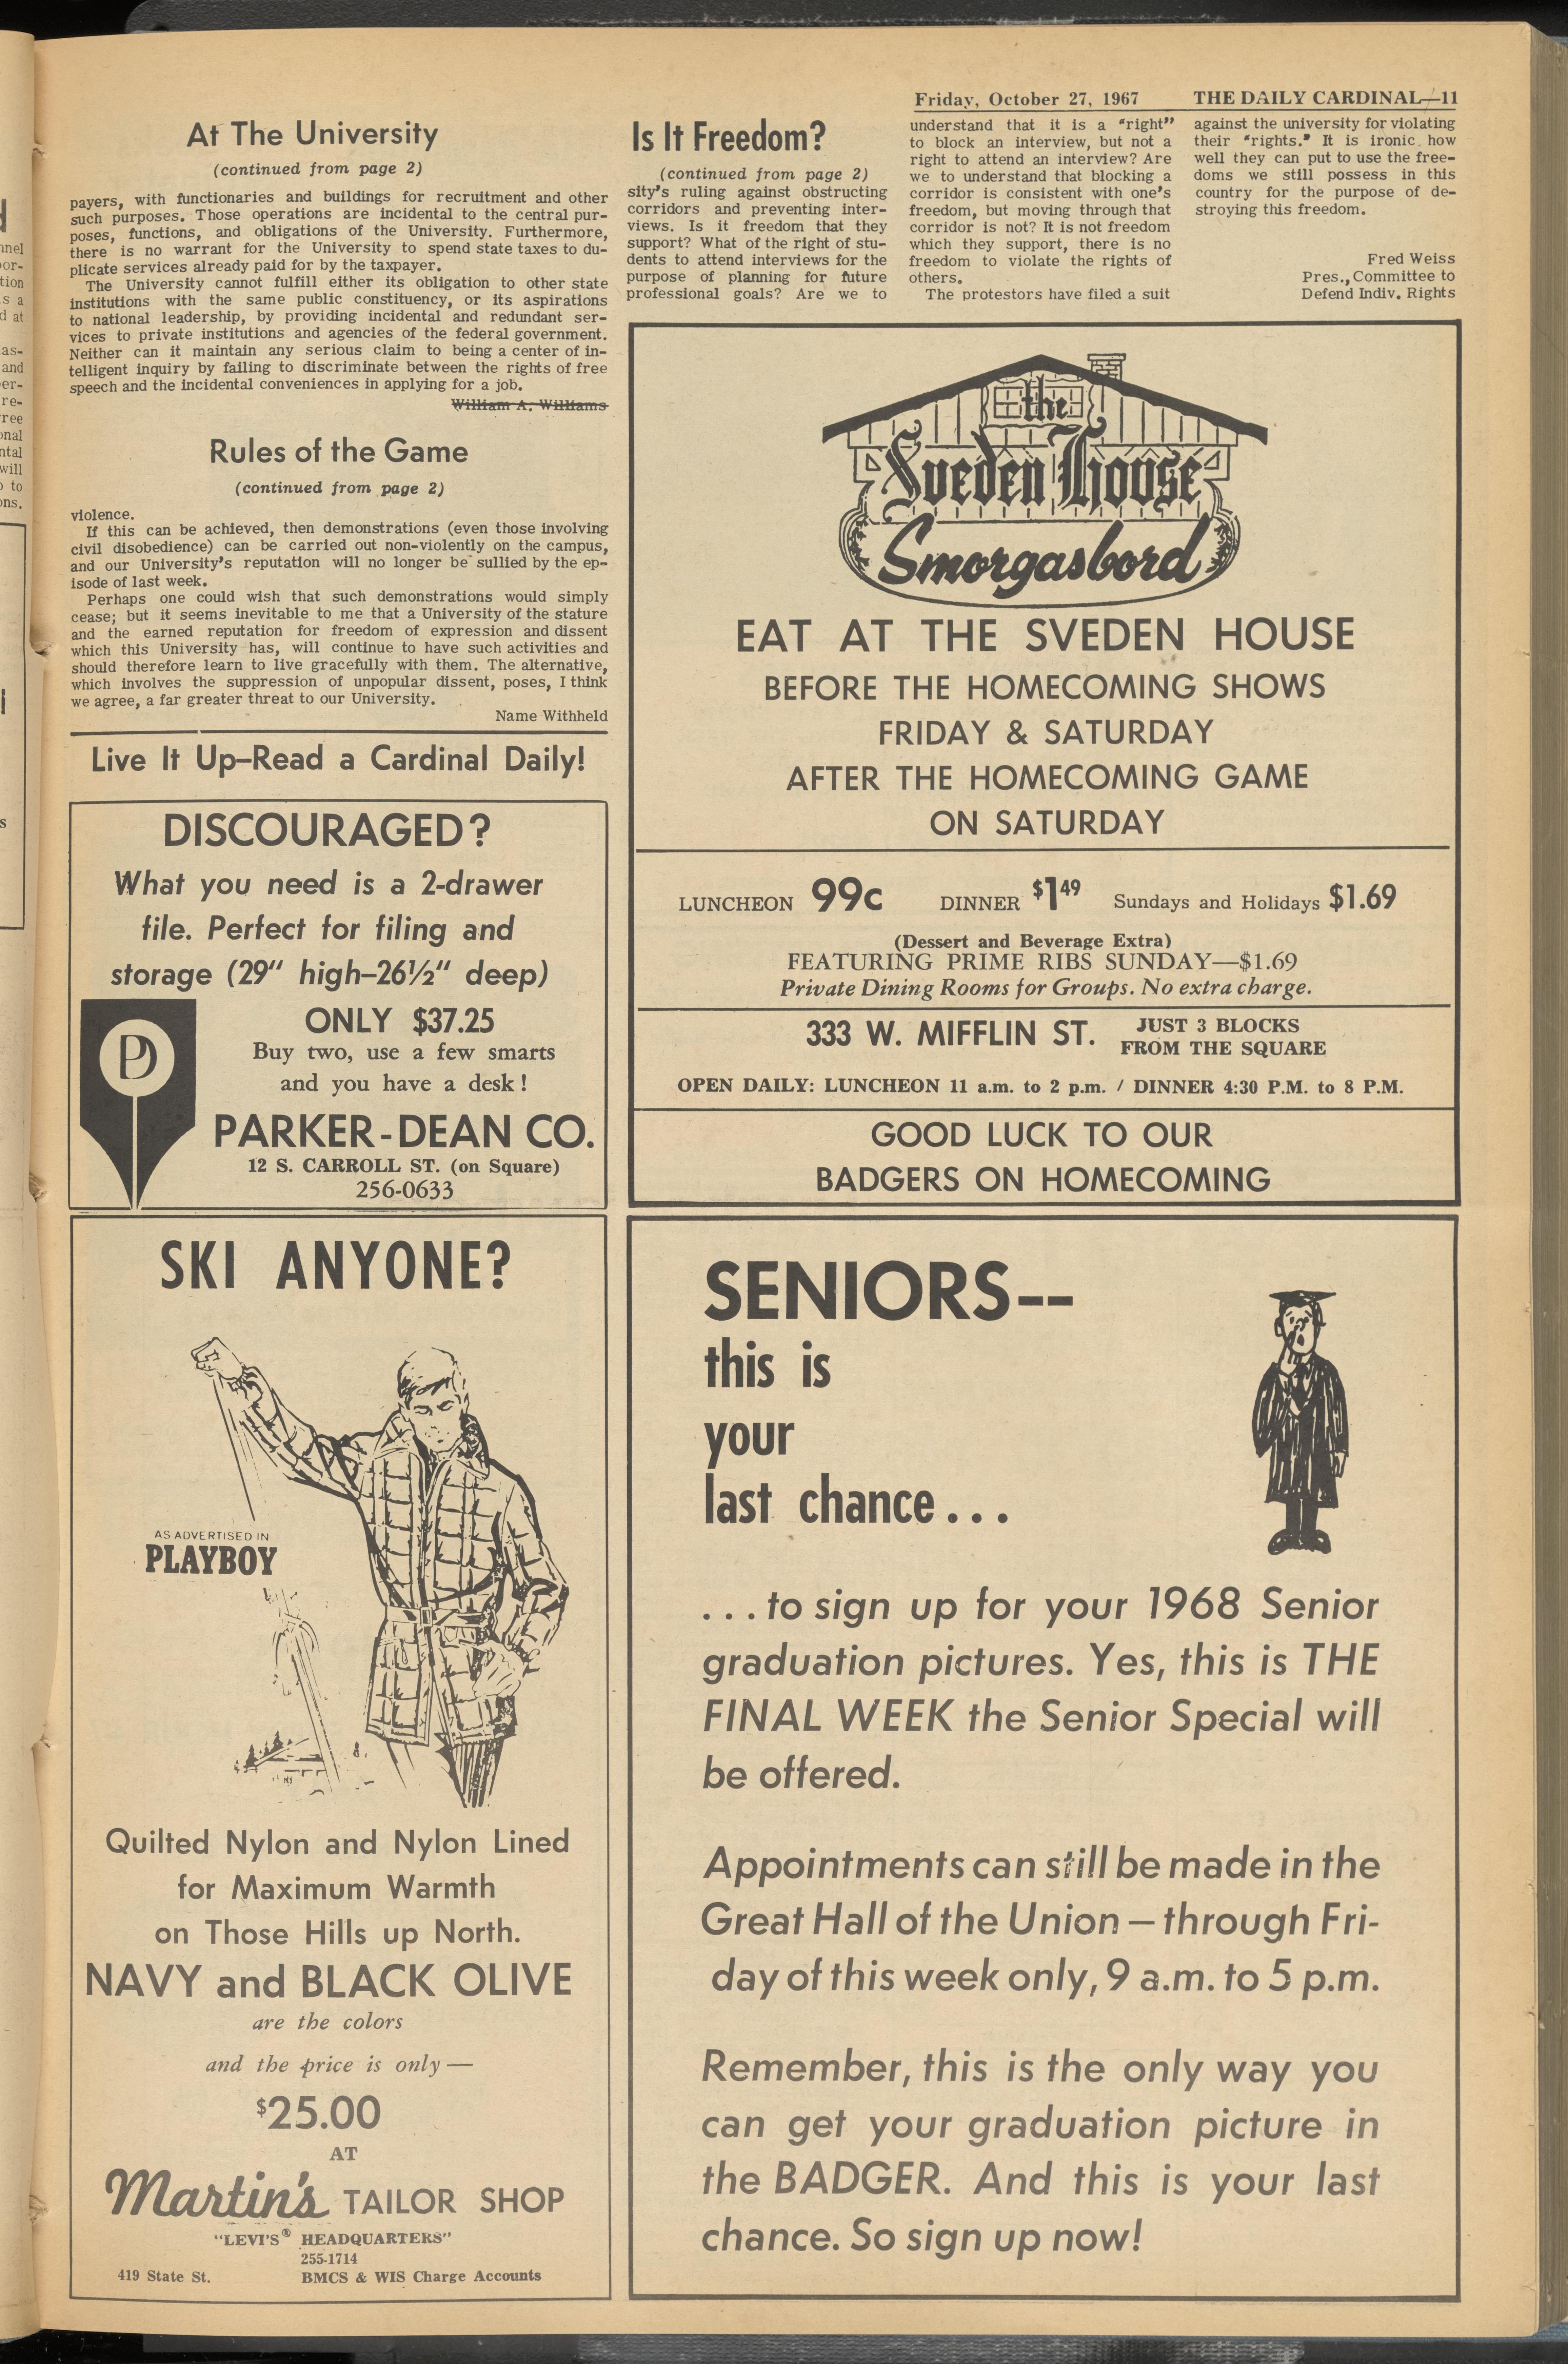 Friday, October 27, 1967
THE DAILY CARDINAL—11
At The University
(continued from page 2)
payers, with functionaries and buildings for recruitment and other
such purposes. Those operations are incidental to the central pur-
poses, functions, and obligations of the University. Furthermore,
there is no warrant for the University to spend state taxes to du-
plicate services already paid for by the taxpayer.
The University cannot fulfill either its obligation to other state
institutions with the same public constituency, or its aspirations
to national leadership, by providing incidental and redundant ser-
vices to private institutions and agencies of the federal government.
Neither can it maintain any serious claim to being a center of in-
telligent inquiry by failing to discriminate between the rights of free
speech and the incidental conveniences in applying for a job.
William A. Williams
Rules of the Game
(continued from page 2)
violence.
If this can be achieved, then demonstrations (even those involving
civil disobedience) can be carried out non-violently on the campus,
and our University's reputation will no longer be sullied by the ep-
isode of last week.
Perhaps one could wish that such demonstrations would simply
cease; but it seems inevitable to me that a University of the stature
and the earned reputation for freedom of expression and dissent
which this University has, will continue to have such activities and
should therefore learn to live gracefully with them. The alternative,
which involves the suppression of unpopular dissent, poses, I think
we agree, a far greater threat to our University.
Name Withheld
Live It Up–Read a Cardinal Daily!
DISCOURAGED?
What you need is a 2-drawer
file. Perfect for filing and
storage (29" high–26½" deep)
ONLY $37.25
Buy two, use a few smarts
and you have a desk!
PD
PARKER-DEAN CO.
12 S. CARROLL ST. (on Square)
256-0633
SKI ANYONE?
AS ADVERTISED IN
PLAYBOY
Quilted Nylon and Nylon Lined
for Maximum Warmth
on Those Hills up North.
NAVY and BLACK OLIVE
are the colors
and the price is only —
$25.00
AT
Martin's TAILOR SHOP
"LEVI'S® HEADQUARTERS"
255-1714
419 State St. BMCS & WIS Charge Accounts
Is It Freedom?
(continued from page 2)
sity's ruling against obstructing
corridors and preventing inter-
views. Is it freedom that they
support? What of the right of stu-
dents to attend interviews for the
purpose of planning for future
professional goals? Are we to
understand that it is a "right"
to block an interview, but not a
right to attend an interview? Are
we to understand that blocking a
corridor is consistent with one's
freedom, but moving through that
corridor is not? It is not freedom
which they support, there is no
freedom to violate the rights of
others.
The protestors have filed a suit
against the university for violating
their "rights." It is ironic how
well they can put to use the free-
doms we still possess in this
country for the purpose of de-
stroying this freedom.
Fred Weiss
Pres., Committee to
Defend Indiv. Rights
the
Sveden House
Smorgasbord
EAT AT THE SVEDEN HOUSE
BEFORE THE HOMECOMING SHOWS
FRIDAY & SATURDAY
AFTER THE HOMECOMING GAME
ON SATURDAY
LUNCHEON 99c DINNER $1.49 Sundays and Holidays $1.69
(Dessert and Beverage Extra)
FEATURING PRIME RIBS SUNDAY—$1.69
Private Dining Rooms for Groups. No extra charge.
333 W. MIFFLIN ST. JUST 3 BLOCKS
FROM THE SQUARE
OPEN DAILY: LUNCHEON 11 a.m. to 2 p.m. / DINNER 4:30 P.M. to 8 P.M.
GOOD LUCK TO OUR
BADGERS ON HOMECOMING
SENIORS--
this is
your
last chance...
...to sign up for your 1968 Senior
graduation pictures. Yes, this is THE
FINAL WEEK the Senior Special will
be offered.
Appointments can still be made in the
Great Hall of the Union — through Fri-
day of this week only, 9 a.m. to 5 p.m.
Remember, this is the only way you
can get your graduation picture in
the BADGER. And this is your last
chance. So sign up now!